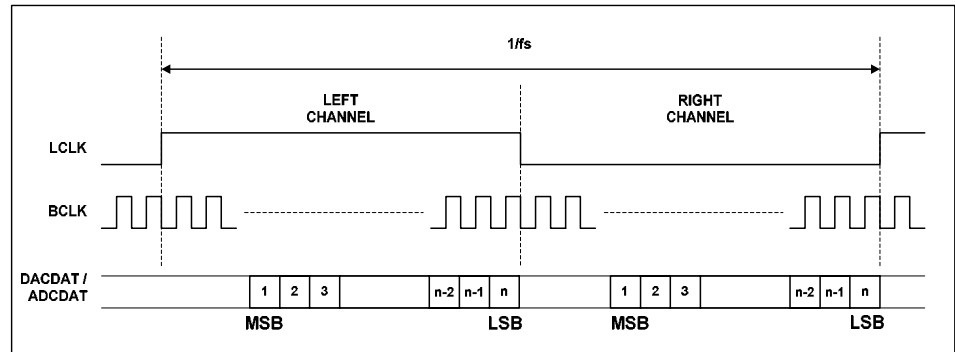 1/fs
LEFT
CHANNEL
RIGHT
CHANNEL
LCLK
BCLK
DACDAT /
ADCDAT
1 2 3 n-2 n-1 n 1 2 3 n-2 n-1 n
MSB LSB MSB LSB